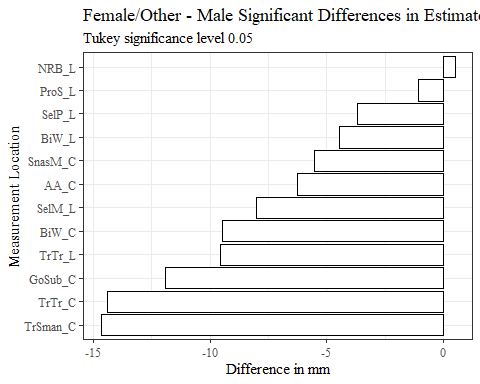 Female/Other - Male Significant Differences in Estimate
Tukey significance level 0.05
NRB_L
ProS_L
SelP_L
BiW_L
SnasM_C
AA_C
SelM_L
BiW_C
TrTr_L
GoSub_C
TrTr_C
TrSman_C
Measurement Location
-15 -10 -5 0
Difference in mm